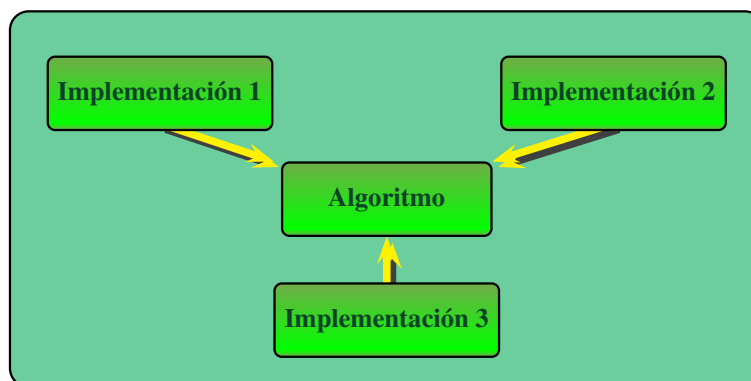 Implementación 1
Implementación 2
Algoritmo
Implementación 3